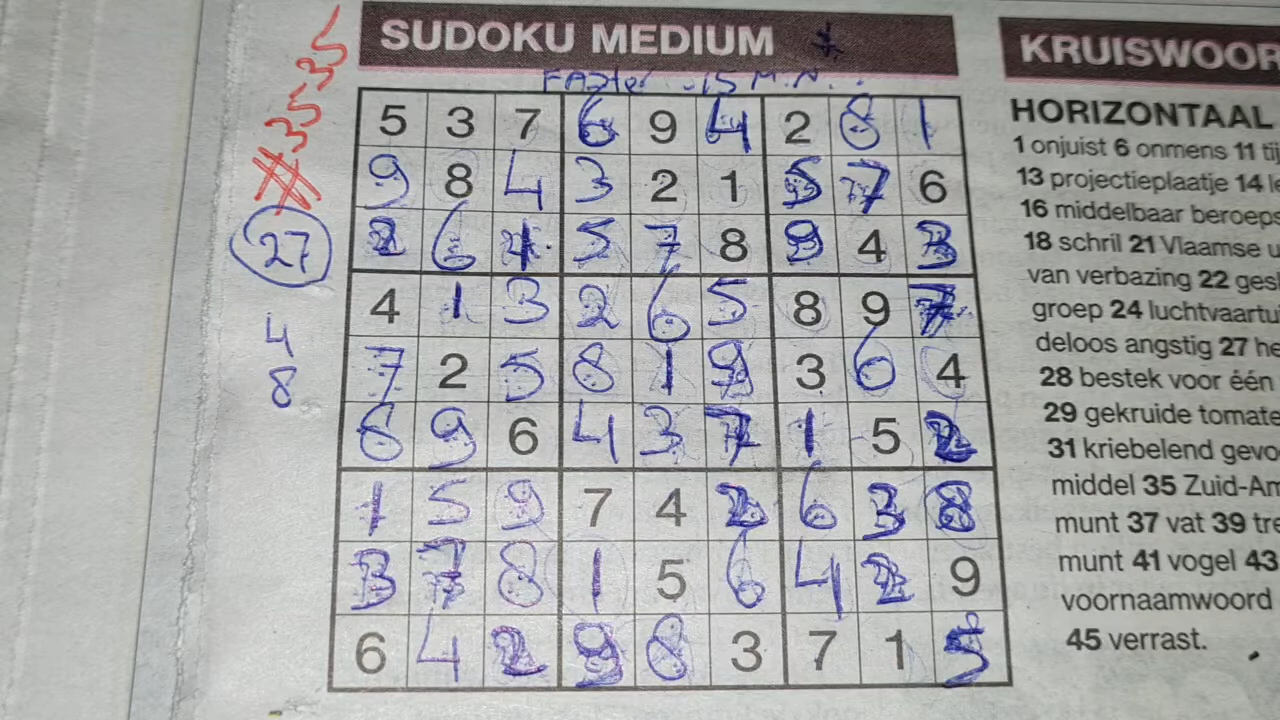 SUDOKU MEDIUM
KRUISWOOR
5 3 7 6 9 4 2 8 1
9 8 4 3 2 1 5 7 6
2 6 1 5 7 8 9 4 3
4 1 3 2 6 5 8 9 7
7 2 5 8 1 9 3 6 4
8 9 6 4 3 7 1 5 2
1 5 9 7 4 2 6 3 8
3 7 8 1 5 6 4 2 9
6 4 2 9 8 3 7 1 5
#3535
27
HORIZONTAAL
1 onjuist 6 onmens 11 tij
13 projectieplaatje 14 le
16 middelbaar beroeps
18 schril 21 Vlaamse u
van verbazing 22 gesl
groep 24 luchtvaartu
deloos angstig 27 he
28 bestek voor één
29 gekruide tomate
31 kriebelend gevo
middel 35 Zuid-Am
munt 37 vat 39 tre
munt 41 vogel 43
voornaamwoord
45 verrast.